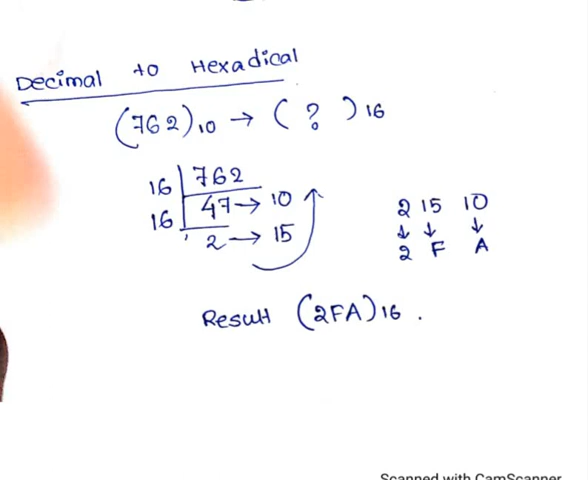 Decimal to Hexadical
(762)10 → ( ? )16
16 762
16 47 → 10
2 → 15
2 15 10
↓ ↓ ↓
2 F A
Result (2FA)16 .
Scanned with CamScanner